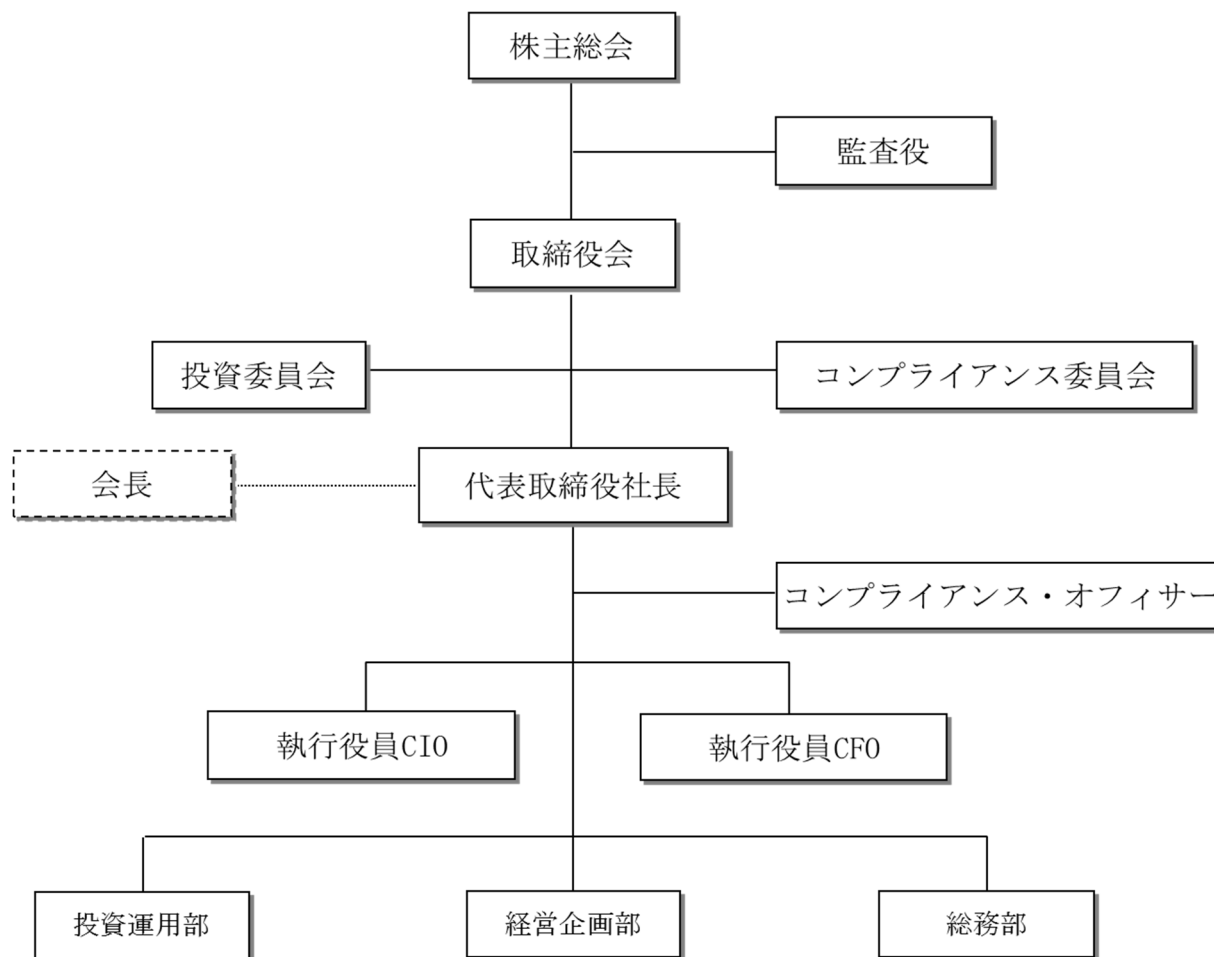 株主総会
監査役
取締役会
投資委員会
コンプライアンス委員会
会長
代表取締役社長
コンプライアンス・オフィサー
執行役員CIO
執行役員CFO
投資運用部
経営企画部
総務部